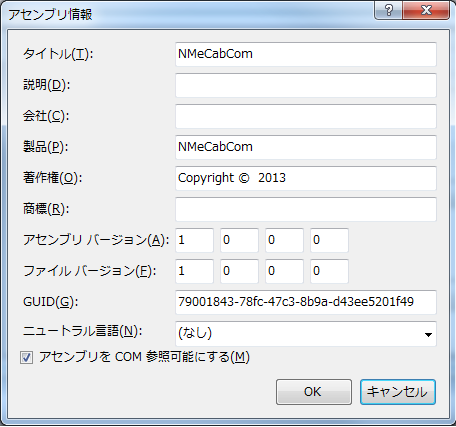 アセンブリ情報
タイトル(T): NMeCabCom
説明(D):
会社(C):
製品(P): NMeCabCom
著作権(O): Copyright ©  2013
商標(R):
アセンブリ バージョン(A): 1 0 0 0
ファイル バージョン(F): 1 0 0 0
GUID(G): 79001843-78fc-47c3-8b9a-d43ee5201f49
ニュートラル言語(N): (なし)
アセンブリを COM 参照可能にする(M)
OK キャンセル